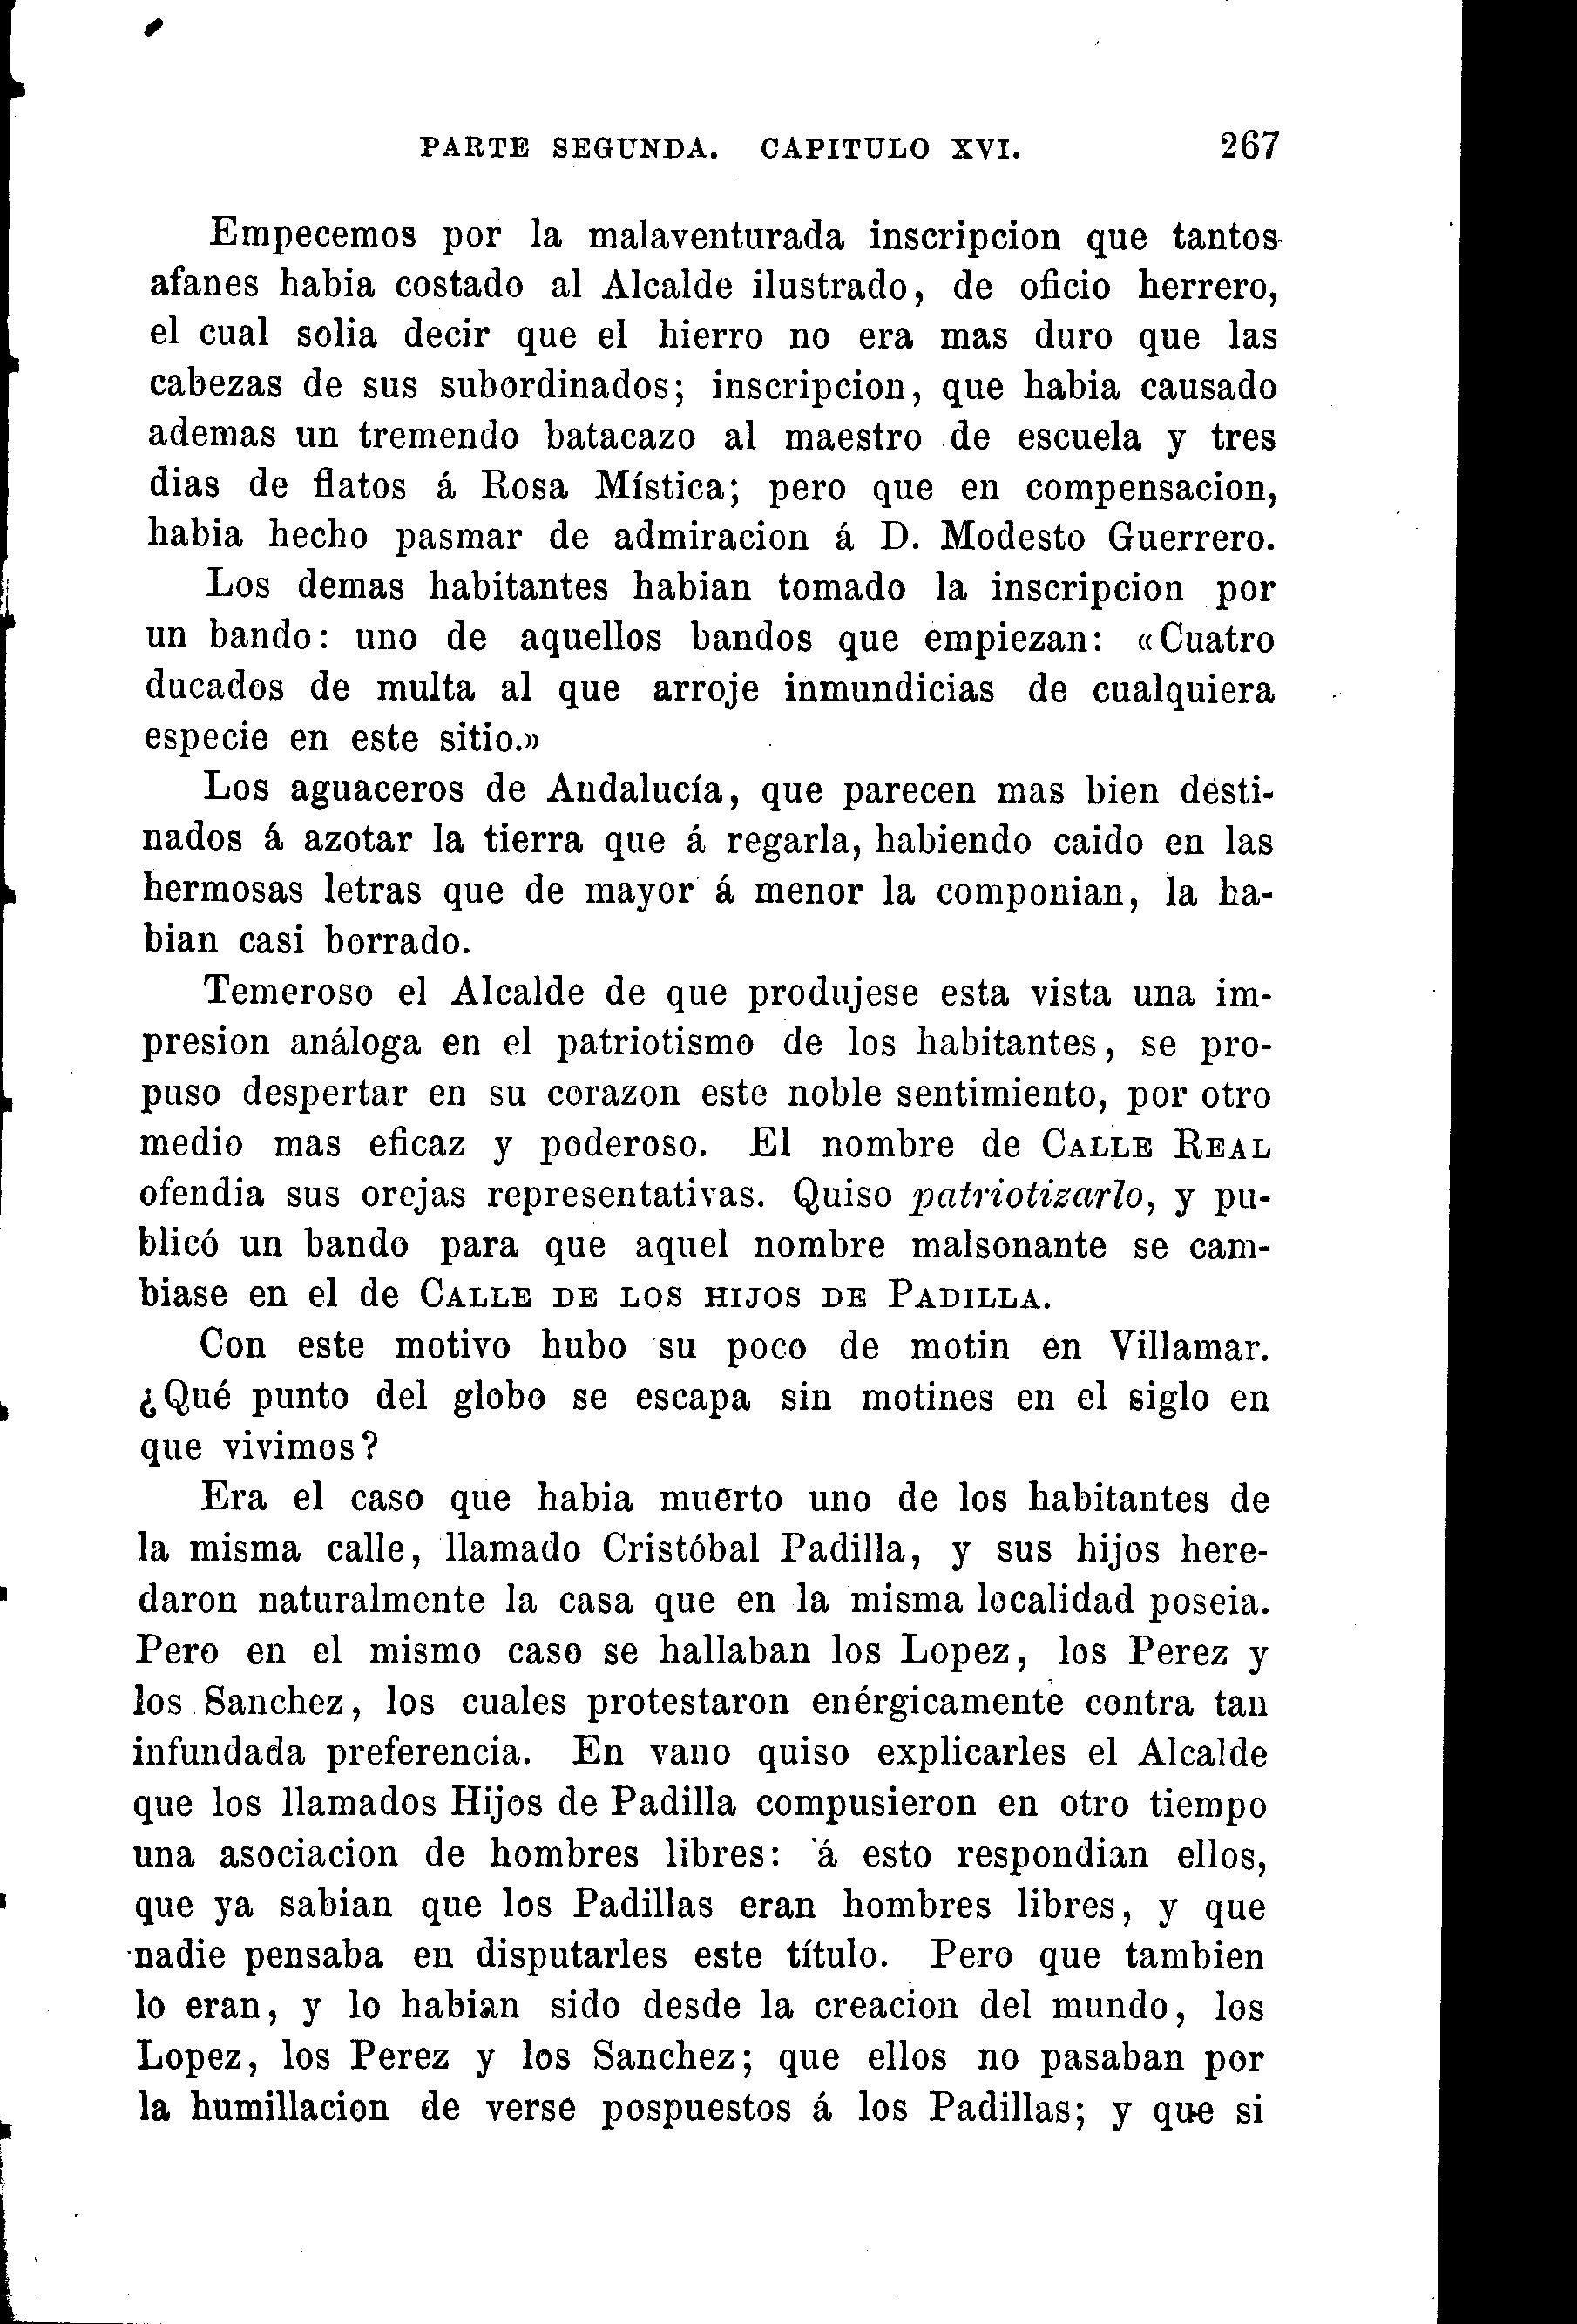 PARTE SEGUNDA. CAPITULO XVI. 267
Empecemos por la malaventurada inscripcion que tantos
afanes habia costado al Alcalde ilustrado, de oficio herrero,
el cual solia decir que el hierro no era mas duro que las
cabezas de sus subordinados; inscripcion, que habia causado
ademas un tremendo batacazo al maestro de escuela y tres
dias de flatos á Rosa Mística; pero que en compensacion,
habia hecho pasmar de admiracion á D. Modesto Guerrero.
Los demas habitantes habian tomado la inscripcion por
un bando: uno de aquellos bandos que empiezan: «Cuatro
ducados de multa al que arroje inmundicias de cualquiera
especie en este sitio.»
Los aguaceros de Andalucía, que parecen mas bien desti-
nados á azotar la tierra que á regarla, habiendo caido en las
hermosas letras que de mayor á menor la componian, la ha-
bian casi borrado.
Temeroso el Alcalde de que produjese esta vista una im-
presion análoga en el patriotismo de los habitantes, se pro-
puso despertar en su corazon este noble sentimiento, por otro
medio mas eficaz y poderoso. El nombre de CALLE REAL
ofendia sus orejas representativas. Quiso patriotizarlo, y pu-
blicó un bando para que aquel nombre malsonante se cam-
biase en el de CALLE DE LOS HIJOS DE PADILLA.
Con este motivo hubo su poco de motin en Villamar.
¿Qué punto del globo se escapa sin motines en el siglo en
que vivimos?
Era el caso que habia muerto uno de los habitantes de
la misma calle, llamado Cristóbal Padilla, y sus hijos here-
daron naturalmente la casa que en la misma localidad poseia.
Pero en el mismo caso se hallaban los Lopez, los Perez y
los Sanchez, los cuales protestaron enérgicamente contra tan
infundada preferencia. En vano quiso explicarles el Alcalde
que los llamados Hijos de Padilla compusieron en otro tiempo
una asociacion de hombres libres: á esto respondian ellos,
que ya sabian que los Padillas eran hombres libres, y que
nadie pensaba en disputarles este título. Pero que tambien
lo eran, y lo habian sido desde la creacion del mundo, los
Lopez, los Perez y los Sanchez; que ellos no pasaban por
la humillacion de verse pospuestos á los Padillas; y que si